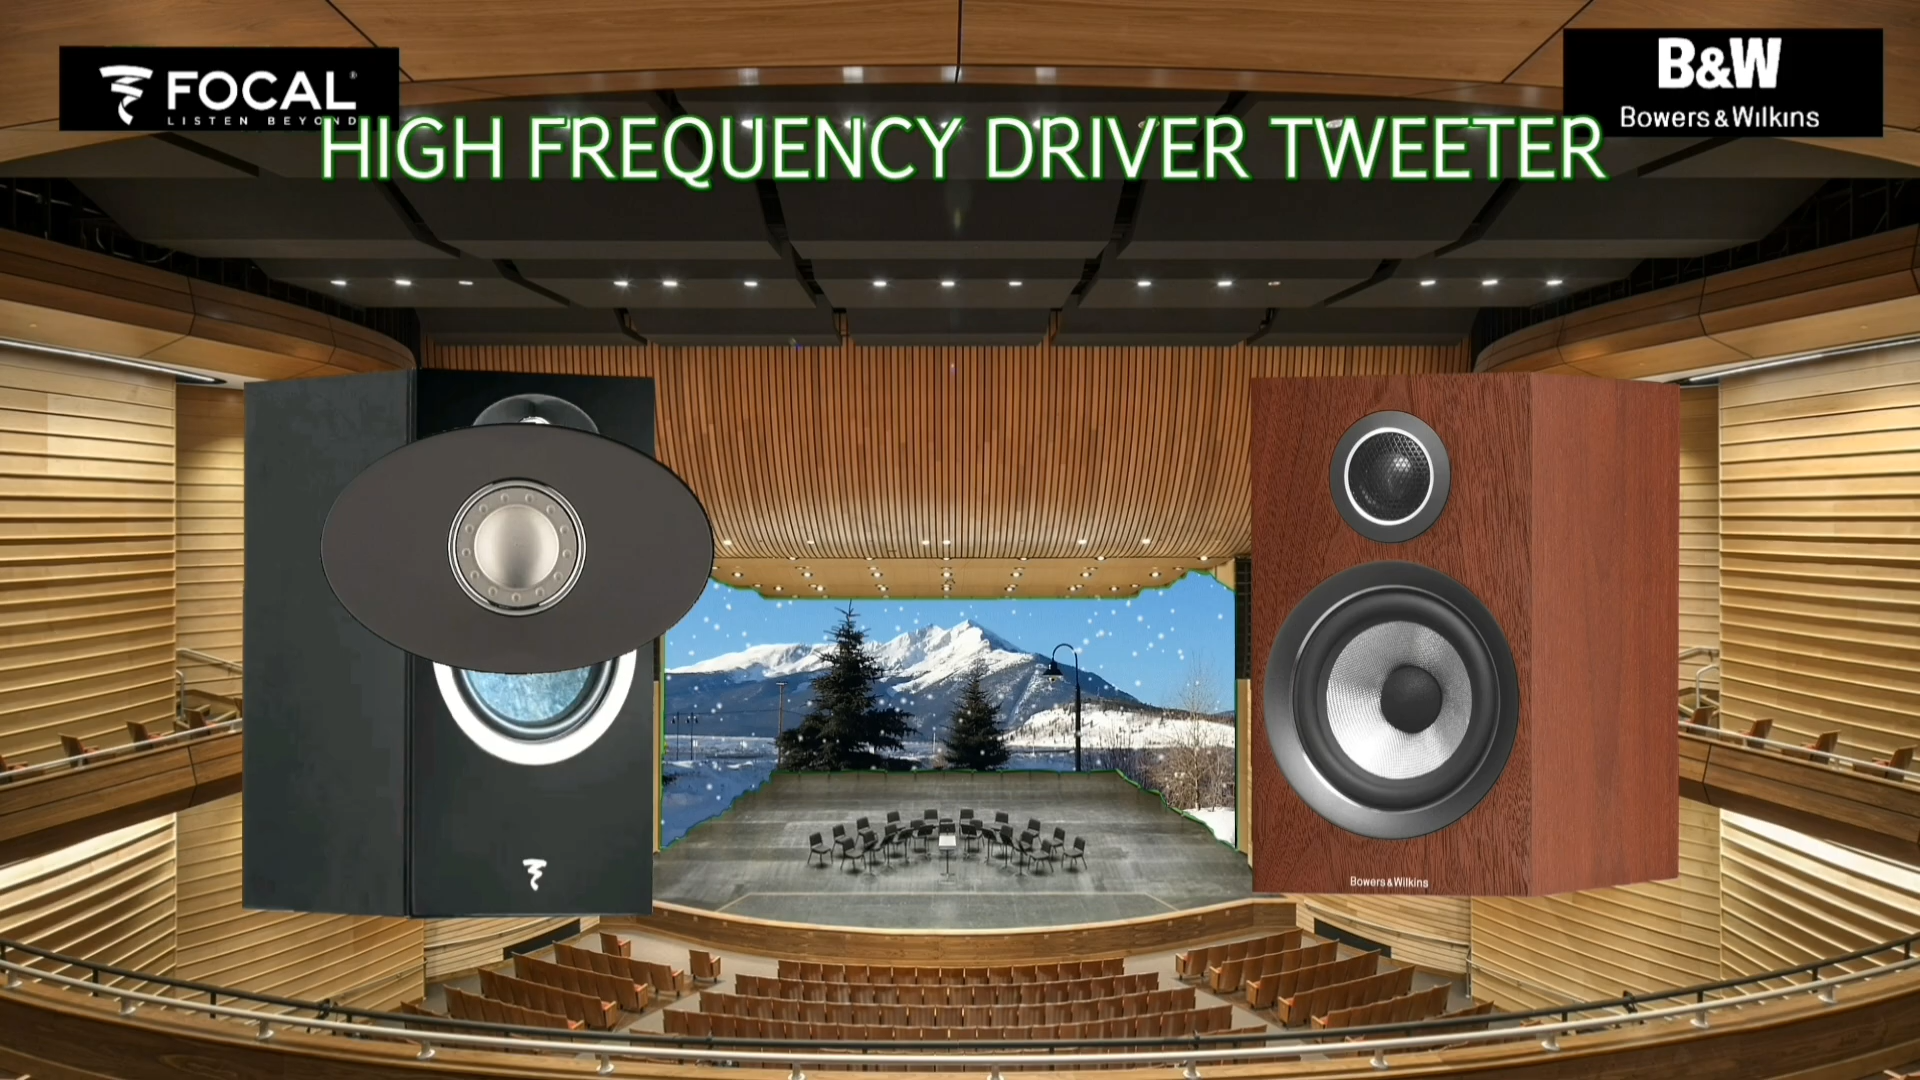 FOCAL®
LISTEN BEYOND
B&W
Bowers & Wilkins
HIGH FREQUENCY DRIVER TWEETER
Bowers & Wilkins